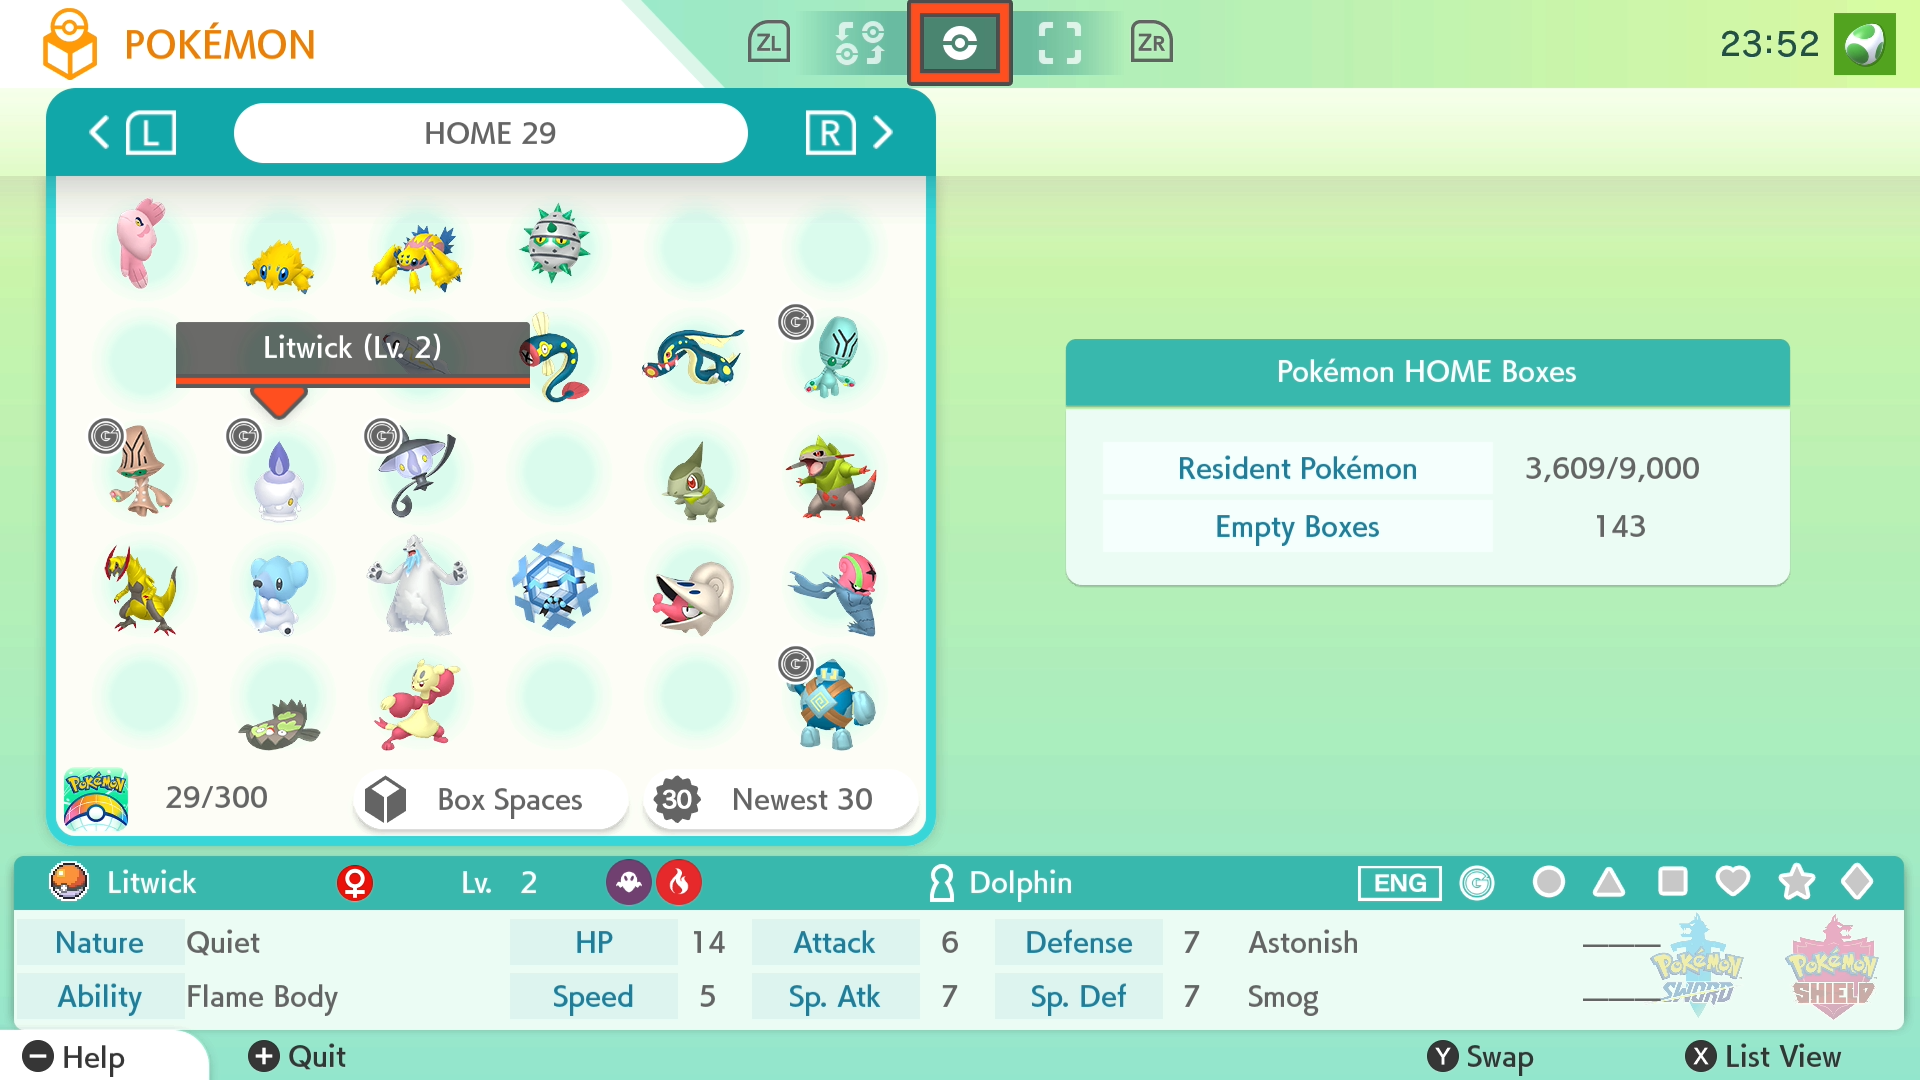 POKÉMON
ZL
ZR
23:52
L
HOME 29
R
Litwick (Lv. 2)
G
G
G
G
Pokémon HOME Boxes
Resident Pokémon 3,609/9,000
Empty Boxes 143
G
Pokémon
29/300
Box Spaces
30 Newest 30
Litwick
Lv. 2
Dolphin
ENG
G
Nature Quiet HP 14 Attack 6 Defense 7 Astonish ———
Ability Flame Body Speed 5 Sp. Atk 7 Sp. Def 7 Smog ———
Pokémon SWORD
Pokémon SHIELD
Help
+ Quit
Y Swap
X List View